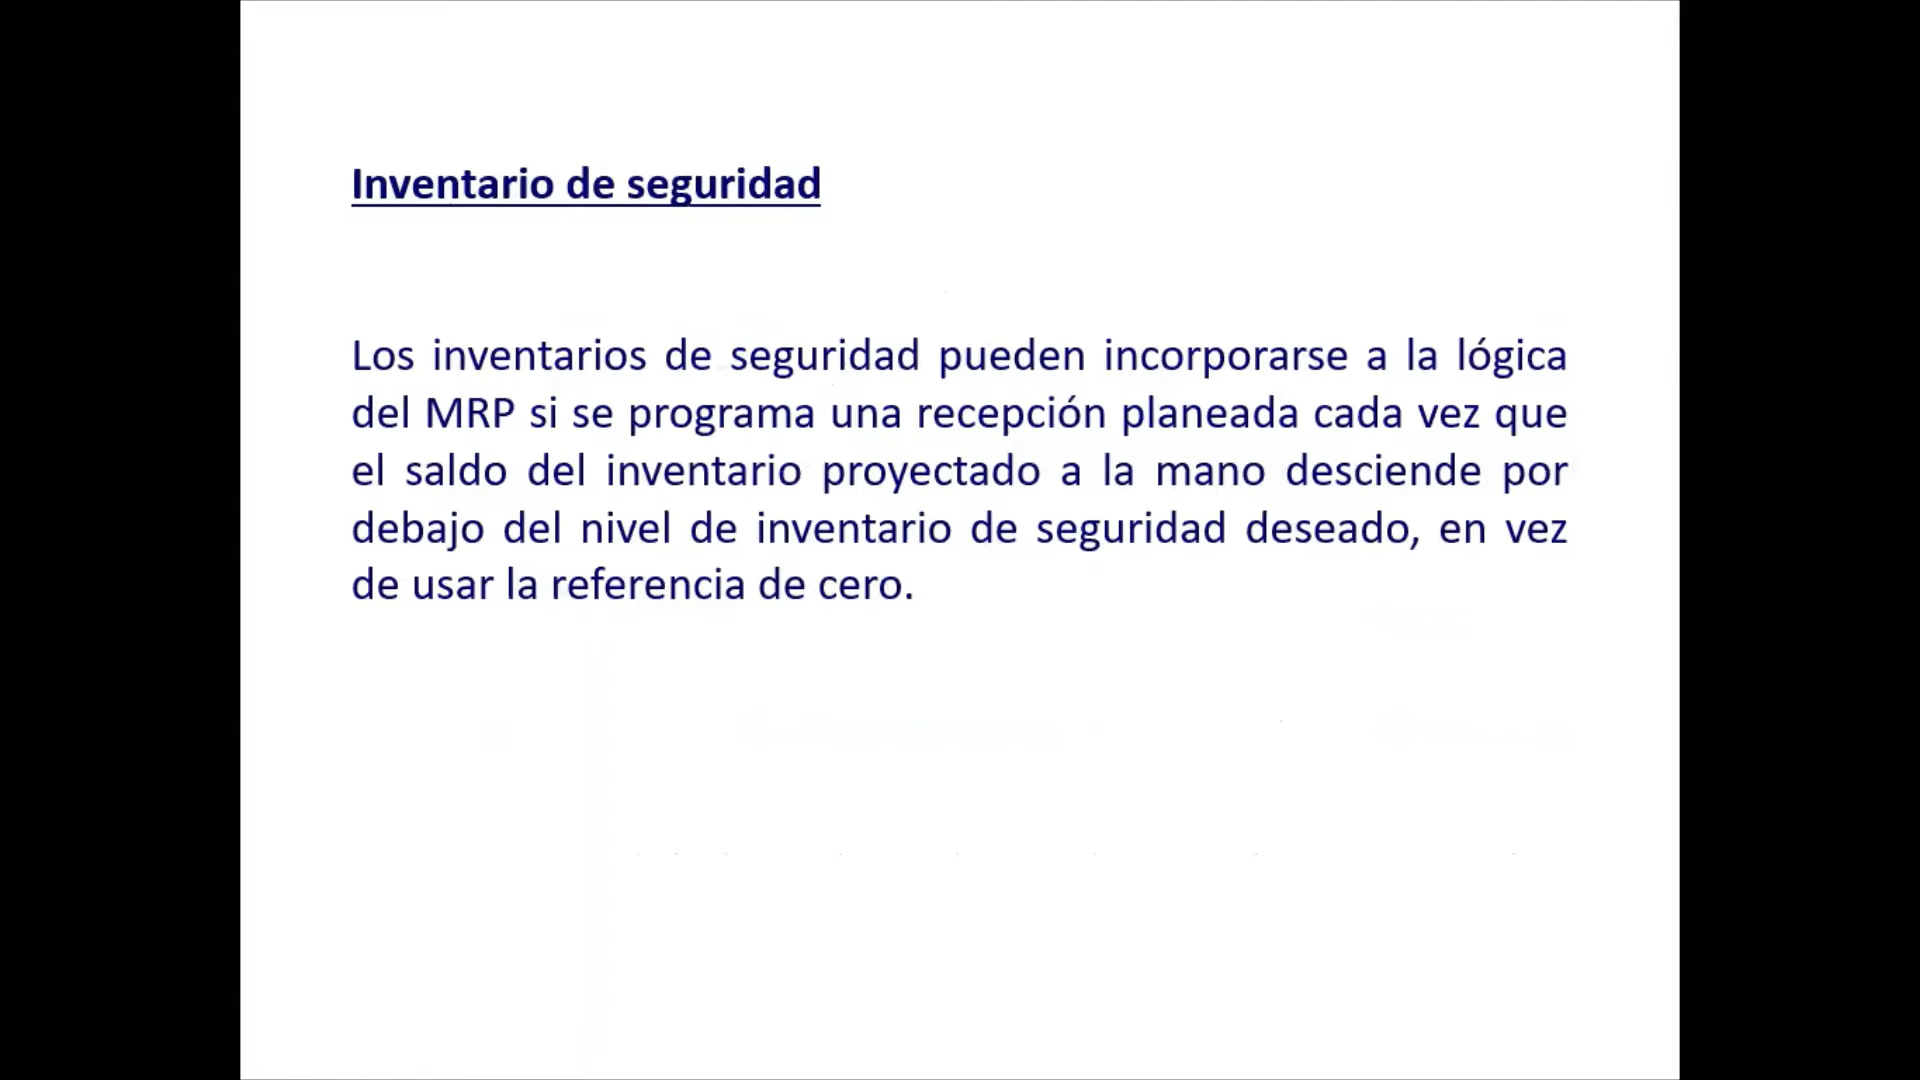 Inventario de seguridad
Los inventarios de seguridad pueden incorporarse a la lógica
del MRP si se programa una recepción planeada cada vez que
el saldo del inventario proyectado a la mano desciende por
debajo del nivel de inventario de seguridad deseado, en vez
de usar la referencia de cero.